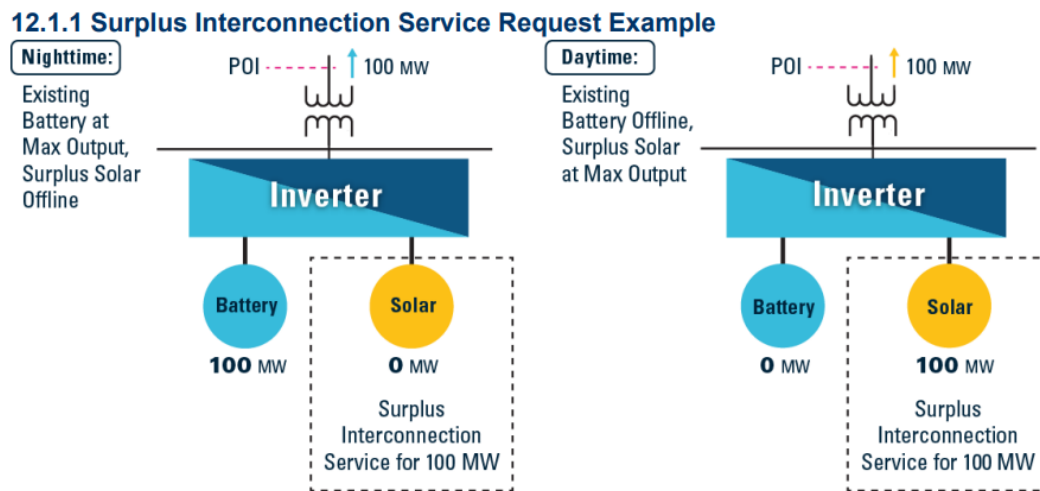 12.1.1 Surplus Interconnection Service Request Example
Nighttime:
Existing
Battery at
Max Output,
Surplus Solar
Offline
POI
100 MW
Inverter
Battery
Solar
100 MW
0 MW
Surplus
Interconnection
Service for 100 MW
Daytime:
Existing
Battery Offline,
Surplus Solar
at Max Output
POI
100 MW
Inverter
Battery
Solar
0 MW
100 MW
Surplus
Interconnection
Service for 100 MW